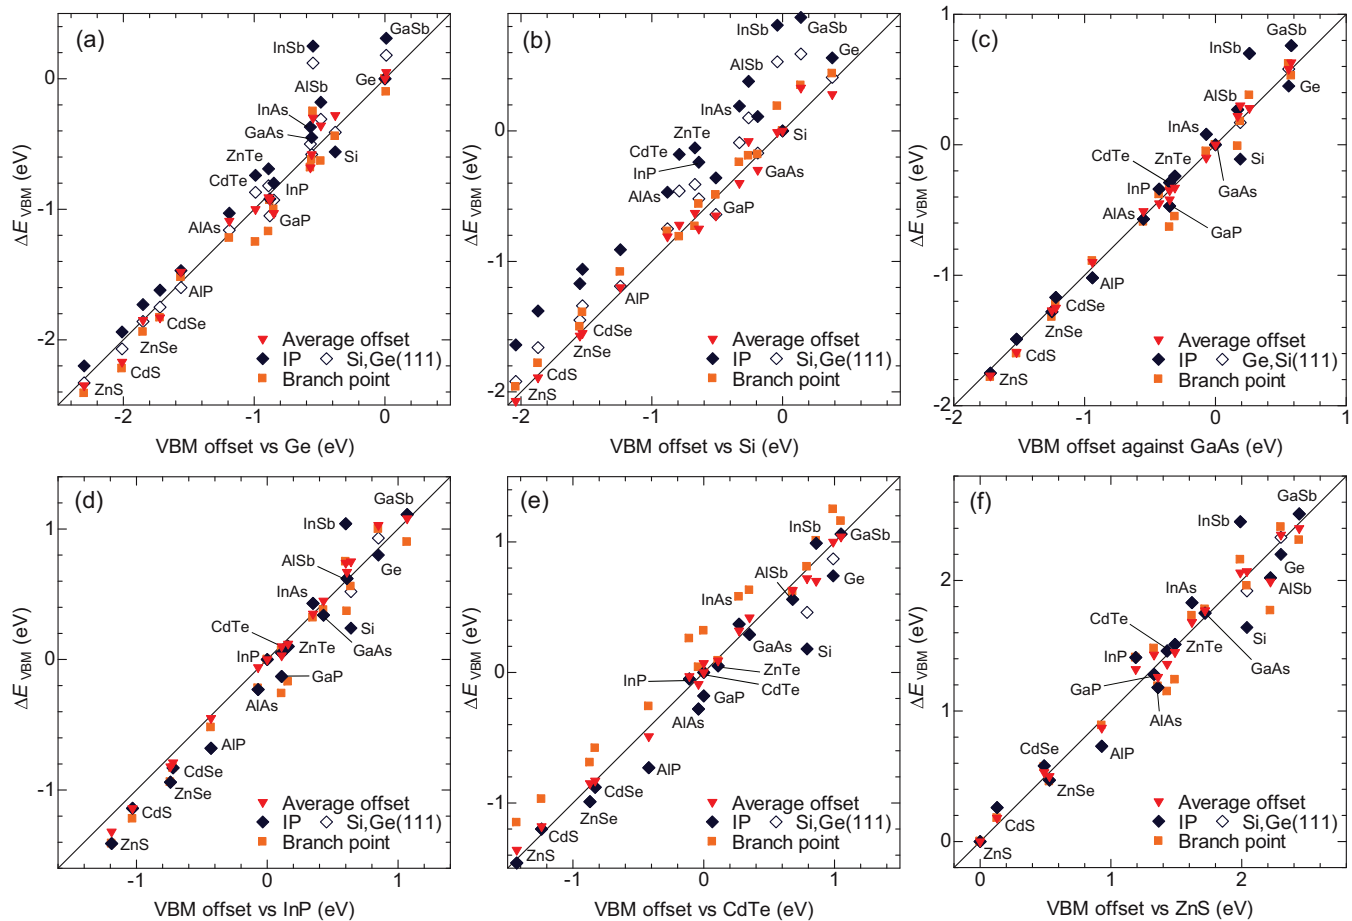 (a)
GaSb
InSb
0
Ge
AlSb
InAs
GaAs
ZnTe
Si
CdTe
InP
-1
AlAs
GaP
AlP
-2
CdSe
ZnSe
CdS
ZnS
Average offset
IP Si,Ge(111)
Branch point
-2 -1 0
ΔE VBM (eV)
VBM offset vs Ge (eV)
(b)
InSb
GaSb
Ge
AlSb
InAs
0
ZnTe
Si
CdTe
InP
GaAs
AlAs
GaP
-1
AlP
CdSe
ZnSe
-2
ZnS
Average offset
IP Si,Ge(111)
Branch point
-2 -1 0
ΔE VBM (eV)
VBM offset vs Si (eV)
(c)
1
GaSb
InSb
Ge
AlSb
InAs
0
CdTe
ZnTe
Si
InP
GaAs
AlAs
GaP
-1
CdSe
ZnSe
CdS
ZnS
-2
Average offset
IP Ge,Si(111)
Branch point
-2 -1 0 1
ΔE VBM (eV)
VBM offset against GaAs (eV)
(d)
GaSb
1
InSb
AlSb
Ge
InAs
CdTe
Si
InP
ZnTe
GaAs
0
GaP
AlAs
AlP
CdSe
ZnSe
-1
CdS
ZnS
Average offset
IP Si,Ge(111)
Branch point
-1 0 1
ΔE VBM (eV)
VBM offset vs InP (eV)
(e)
1
InSb
GaSb
AlSb
Ge
InAs
GaAs
ZnTe
0
InP
CdTe
GaP
AlAs
AlP
CdSe
ZnSe
-1
CdS
ZnS
Average offset
IP Si,Ge(111)
Branch point
-1 0 1
ΔE VBM (eV)
VBM offset vs CdTe (eV)
(f)
GaSb
InSb
Ge
2
InAs
AlSb
CdTe
Si
InP
ZnTe
GaAs
GaP
AlAs
1
AlP
CdSe
ZnSe
CdS
0
ZnS
Average offset
IP Si,Ge(111)
Branch point
0 1 2
ΔE VBM (eV)
VBM offset vs ZnS (eV)